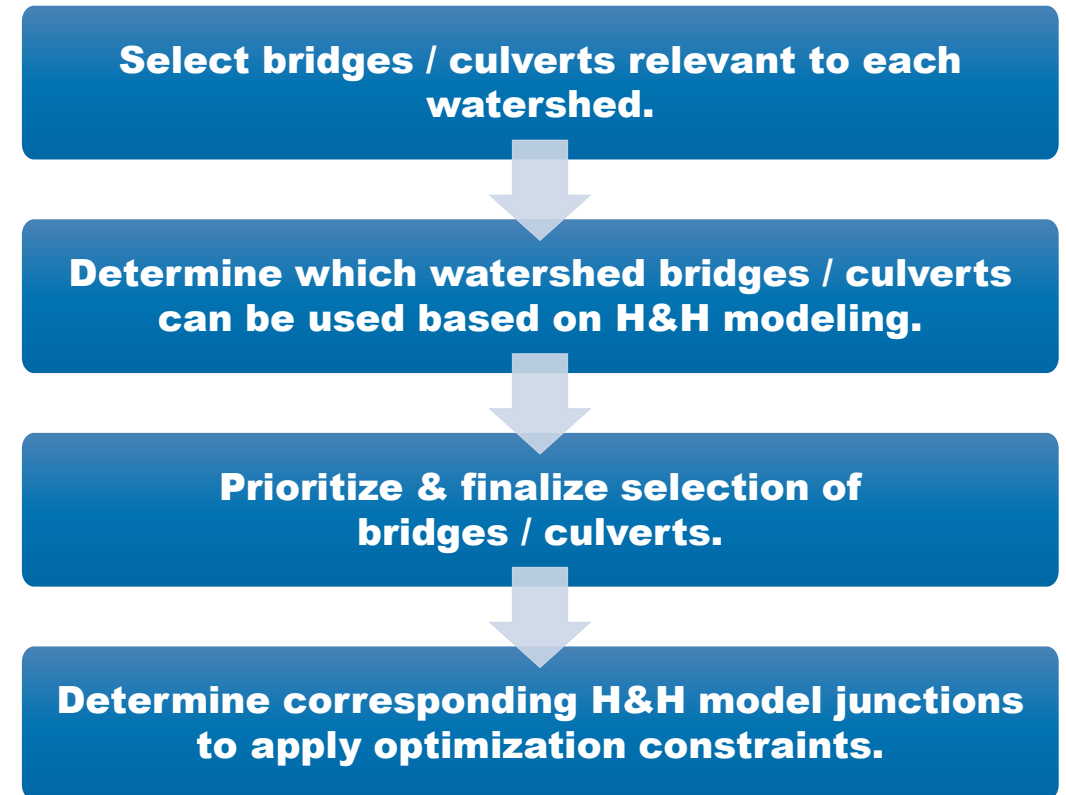 Select bridges / culverts relevant to each
watershed.
Determine which watershed bridges / culverts
can be used based on H&H modeling.
Prioritize & finalize selection of
bridges / culverts.
Determine corresponding H&H model junctions
to apply optimization constraints.